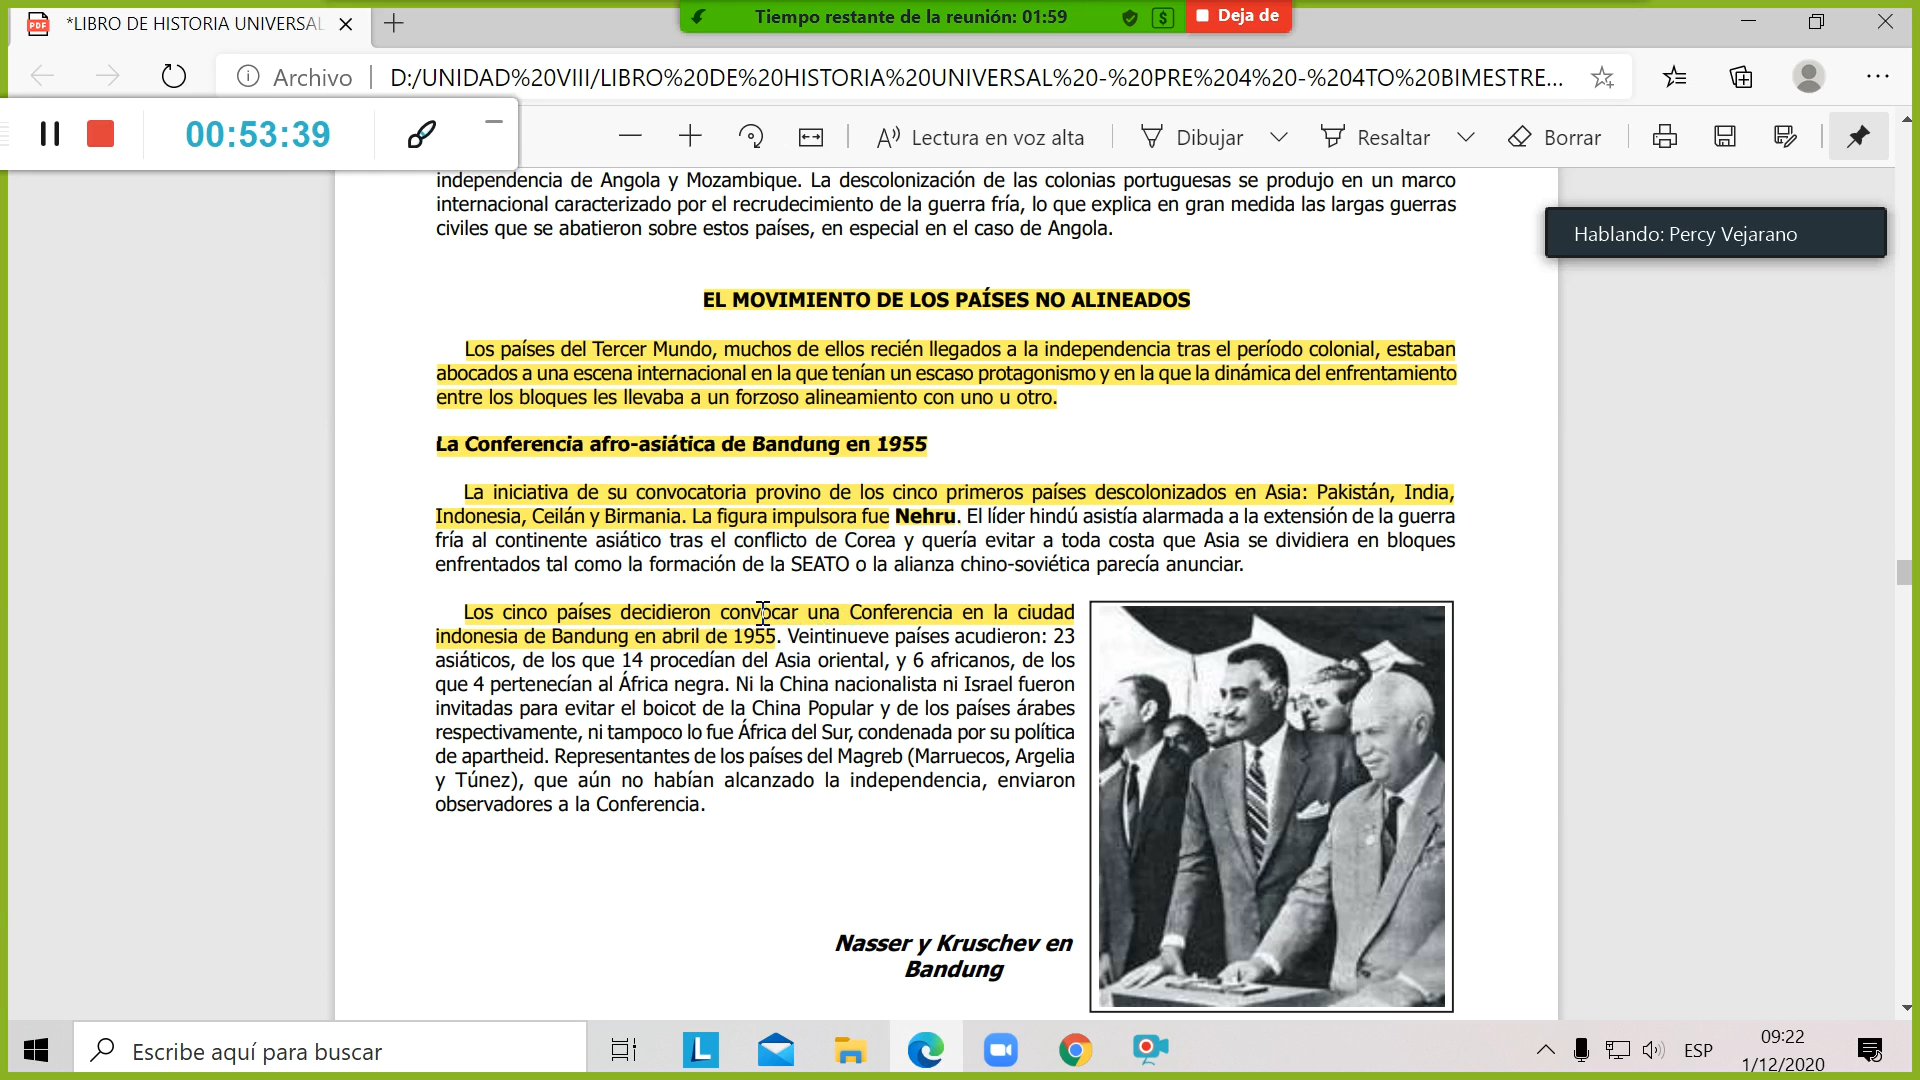 *LIBRO DE HISTORIA UNIVERSAL
Tiempo restante de la reunión: 01:59
Deja de
Archivo
D:/UNIDAD%20VIII/LIBRO%20DE%20HISTORIA%20UNIVERSAL%20-%20PRE%204%20-%204TO%20BIMESTRE...
00:53:39
Lectura en voz alta
Dibujar
Resaltar
Borrar
Hablando: Percy Vejarano
independencia de Angola y Mozambique. La descolonización de las colonias portuguesas se produjo en un marco
internacional caracterizado por el recrudecimiento de la guerra fría, lo que explica en gran medida las largas guerras
civiles que se abatieron sobre estos países, en especial en el caso de Angola.
EL MOVIMIENTO DE LOS PAÍSES NO ALINEADOS
Los países del Tercer Mundo, muchos de ellos recién llegados a la independencia tras el período colonial, estaban
abocados a una escena internacional en la que tenían un escaso protagonismo y en la que la dinámica del enfrentamiento
entre los bloques les llevaba a un forzoso alineamiento con uno u otro.
La Conferencia afro-asiática de Bandung en 1955
La iniciativa de su convocatoria provino de los cinco primeros países descolonizados en Asia: Pakistán, India,
Indonesia, Ceilán y Birmania. La figura impulsora fue Nehru. El líder hindú asistía alarmada a la extensión de la guerra
fría al continente asiático tras el conflicto de Corea y quería evitar a toda costa que Asia se dividiera en bloques
enfrentados tal como la formación de la SEATO o la alianza chino-soviética parecía anunciar.
Los cinco países decidieron convocar una Conferencia en la ciudad
indonesia de Bandung en abril de 1955. Veintinueve países acudieron: 23
asiáticos, de los que 14 procedían del Asia oriental, y 6 africanos, de los
que 4 pertenecían al África negra. Ni la China nacionalista ni Israel fueron
invitadas para evitar el boicot de la China Popular y de los países árabes
respectivamente, ni tampoco lo fue África del Sur, condenada por su política
de apartheid. Representantes de los países del Magreb (Marruecos, Argelia
y Túnez), que aún no habían alcanzado la independencia, enviaron
observadores a la Conferencia.
Nasser y Kruschev en
Bandung
Escribe aquí para buscar
ESP
09:22
1/12/2020